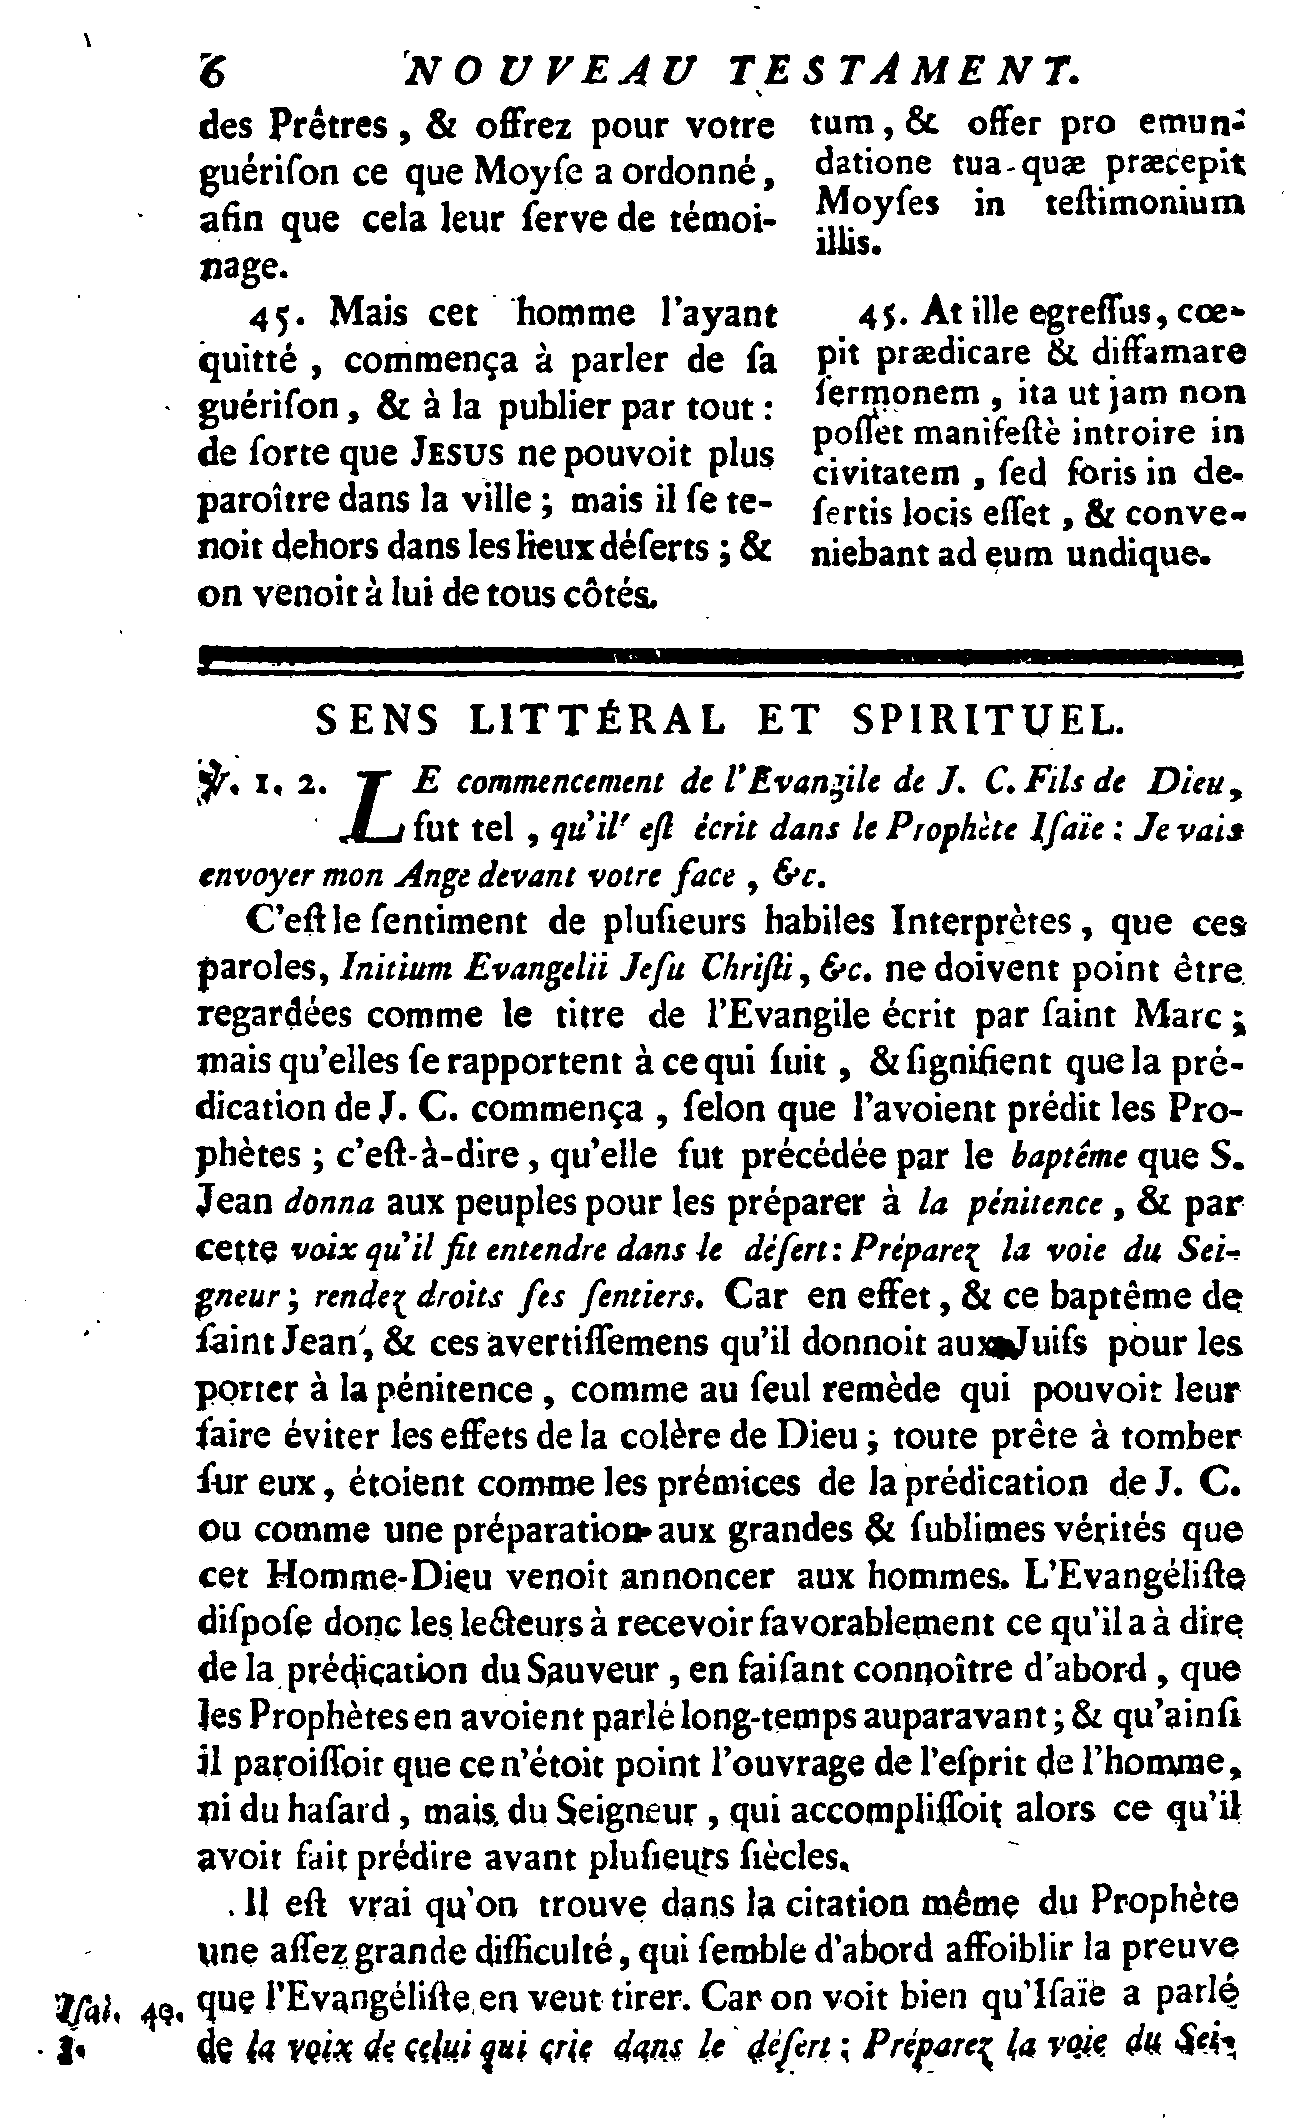 6 NOUVEAU TESTAMENT.
des Prêtres, & offrez pour votre
guériſon ce que Moyſe a ordonné,
afin que cela leur ſerve de témoi-
nage.
45. Mais cet homme l'ayant
quitté, commença à parler de ſa
guériſon, & à la publier par tout :
de ſorte que JESUS ne pouvoit plus
paroître dans la ville ; mais il ſe te-
noit dehors dans les lieux déſerts ; &
on venoit à lui de tous côtés.
tum, & offer pro emun-
datione tua quæ præcepit
Moyſes in teſtimonium
illis.
45. At ille egreſſus, cœ-
pit prædicare & diffamare
ſermonem, ita ut jam non
poſſet manifeſtè introire in
civitatem, ſed foris in de-
ſertis locis eſſet, & conve-
niebant ad eum undique.
SENS LITTÉRAL ET SPIRITUEL.
℣. 1, 2. LE commencement de l'Evangile de J. C. Fils de Dieu,
fut tel, qu'il eſt écrit dans le Prophète Iſaïe : Je vais
envoyer mon Ange devant votre face, &c.
C'eſt le ſentiment de pluſieurs habiles Interprètes, que ces
paroles, Initium Evangelii Jeſu Chriſti, &c. ne doivent point être
regardées comme le titre de l'Evangile écrit par ſaint Marc ;
mais qu'elles ſe rapportent à ce qui ſuit, & ſignifient que la pré-
dication de J. C. commença, ſelon que l'avoient prédit les Pro-
phètes ; c'eſt-à-dire, qu'elle fut précédée par le baptême que S.
Jean donna aux peuples pour les préparer à la pénitence, & par
cette voix qu'il fit entendre dans le déſert : Préparez la voie du Sei-
gneur ; rendez droits ſes ſentiers. Car en effet, & ce baptême de
ſaint Jean, & ces avertiſſemens qu'il donnoit aux Juifs pour les
porter à la pénitence, comme au ſeul remède qui pouvoit leur
faire éviter les effets de la colère de Dieu ; toute prête à tomber
ſur eux, étoient comme les prémices de la prédication de J. C.
ou comme une préparation aux grandes & ſublimes vérités que
cet Homme-Dieu venoit annoncer aux hommes. L'Evangéliſte
diſpoſe donc les lecteurs à recevoir favorablement ce qu'il a à dire
de la prédication du Sauveur, en faiſant connoître d'abord, que
les Prophètes en avoient parlé long-temps auparavant ; & qu'ainſi
il paroiſſoit que ce n'étoit point l'ouvrage de l'eſprit de l'homme,
ni du haſard, mais du Seigneur, qui accompliſſoit alors ce qu'il
avoit fait prédire avant pluſieurs ſiècles.
Il eſt vrai qu'on trouve dans la citation même du Prophète
une aſſez grande difficulté, qui ſemble d'abord affoiblir la preuve
que l'Evangéliſte en veut tirer. Car on voit bien qu'Iſaïe a parlé
de la voix de celui qui crie dans le déſert ; Préparez la voie du Sei-
Iſai. 40.
1.